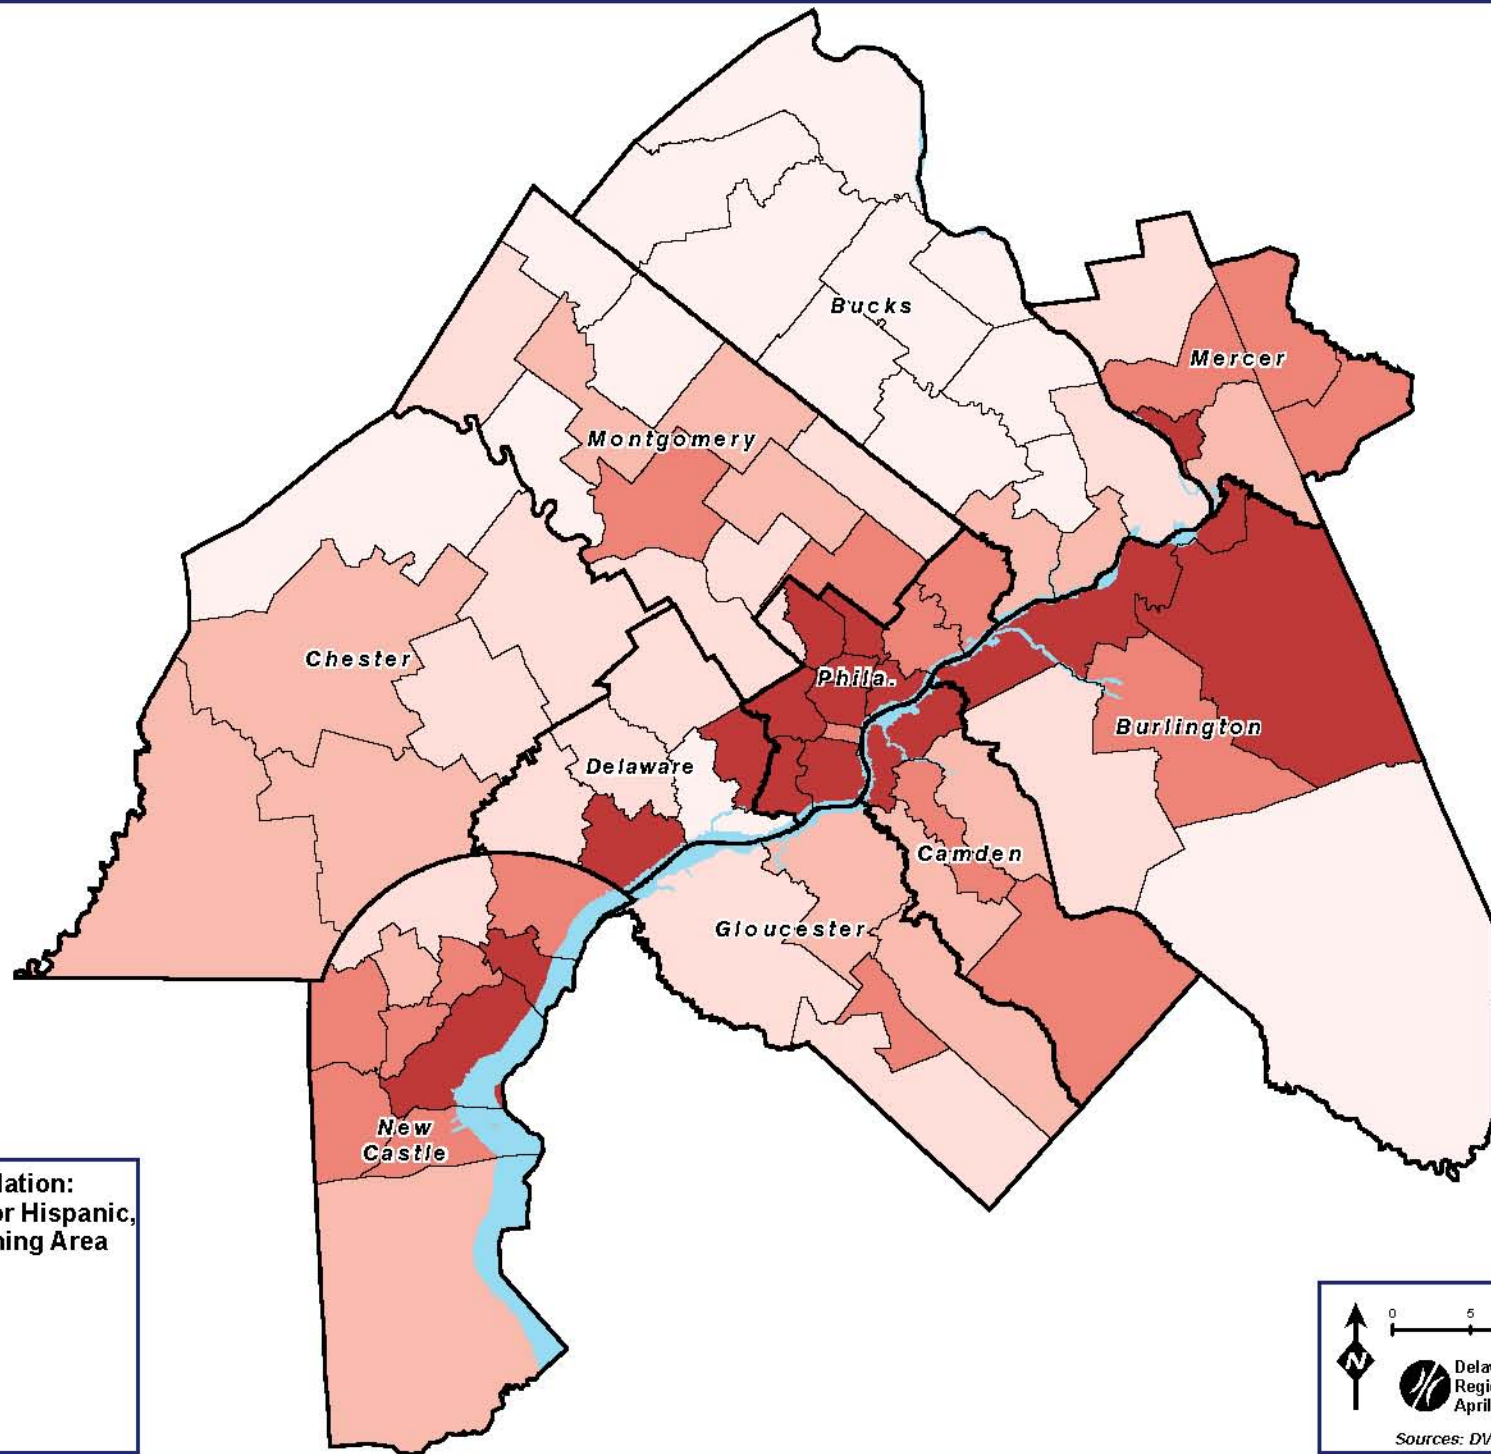 Bucks
Mercer
Montgomery
Chester
Phila.
Burlington
Delaware
Camden
Gloucester
New
Castle
lation:
or Hispanic,
ning Area
0 5
N
Delaw
Regio
April
Sources: DV